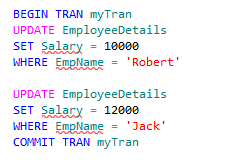 BEGIN TRAN myTran
UPDATE EmployeeDetails
SET Salary = 10000
WHERE EmpName = 'Robert'
UPDATE EmployeeDetails
SET Salary = 12000
WHERE EmpName = 'Jack'
COMMIT TRAN myTran